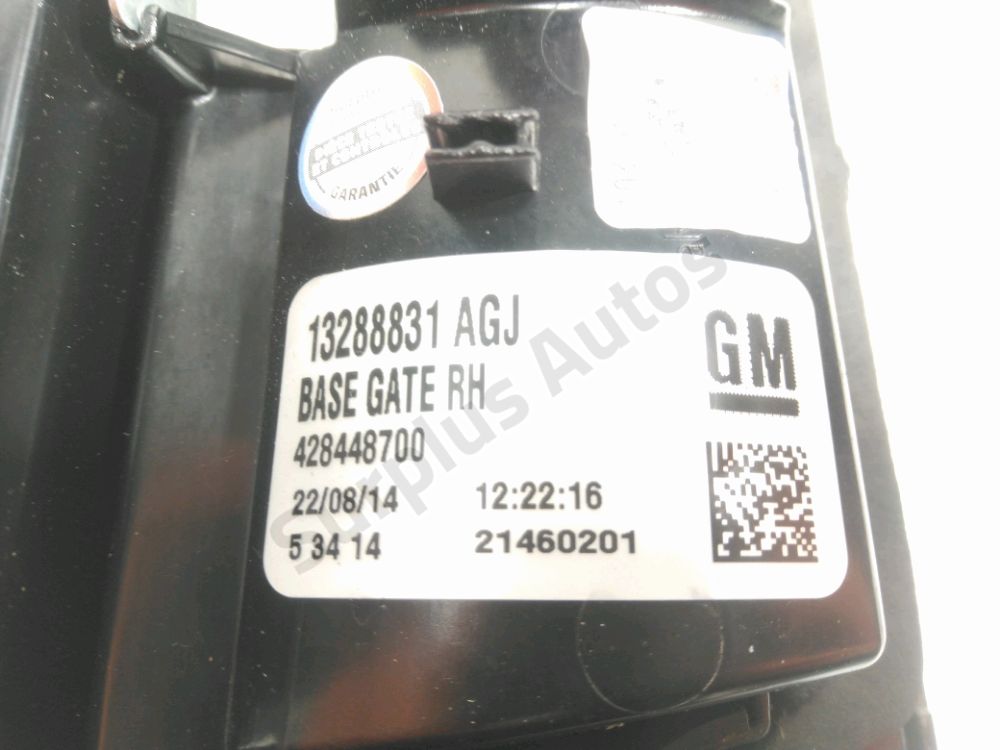 GARANTIE
13288831 AGJ
GM
BASE GATE RH
428448700
22/08/14 12:22:16
5 34 14 21460201
Surplus Autos